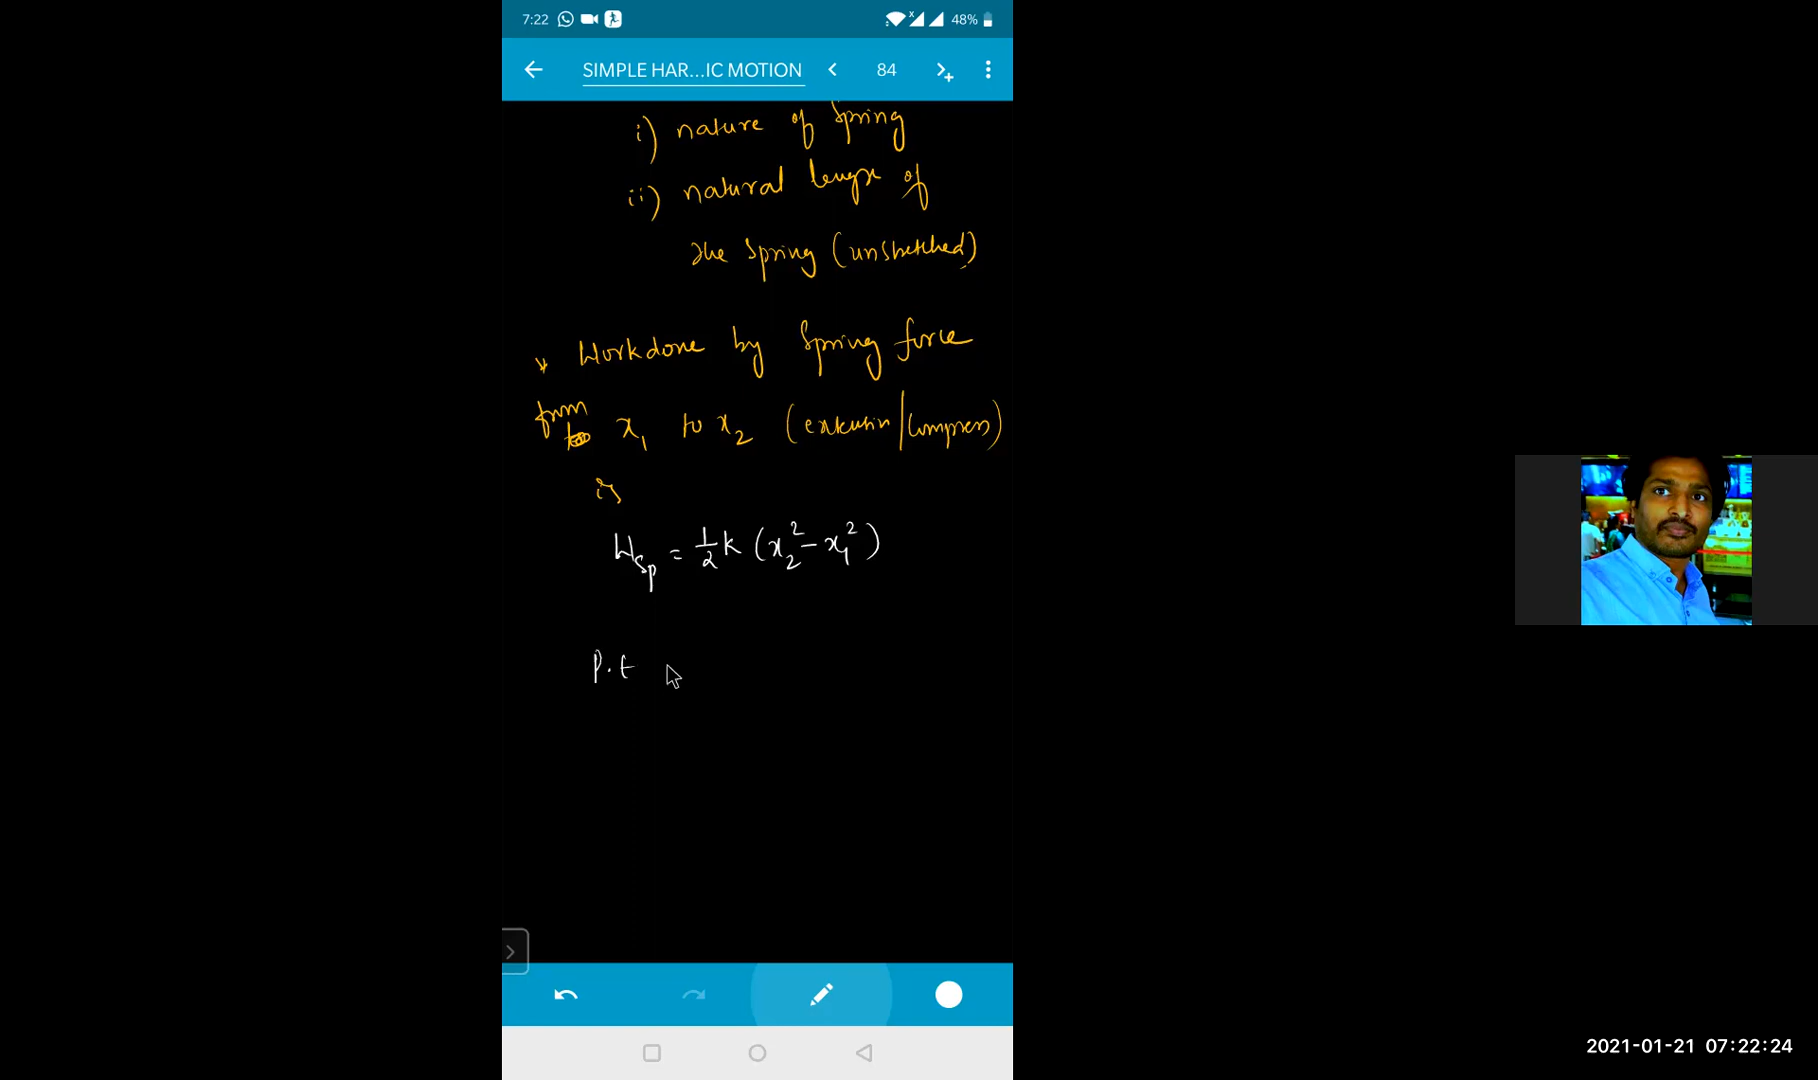 7:22 48%
SIMPLE HAR...IC MOTION 84
i) nature of Spring
ii) natural length of
the Spring (unstretched)
* Workdone by Spring force
from x₁ to x₂ (extension/compress)
is
W_sp = 1/2 k (x₂² - x₁²)
P.E
2021-01-21 07:22:24